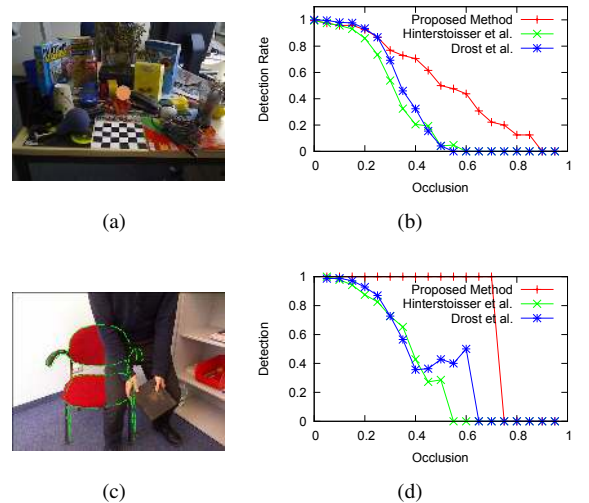 Proposed Method
Hinterstoisser et al.
Drost et al.
Detection Rate
1
0.8
0.6
0.4
0.2
0
0 0.2 0.4 0.6 0.8 1
Occlusion
(a)
(b)
Proposed Method
Hinterstoisser et al.
Drost et al.
Detection
1
0.8
0.6
0.4
0.2
0
0 0.2 0.4 0.6 0.8 1
Occlusion
(c)
(d)